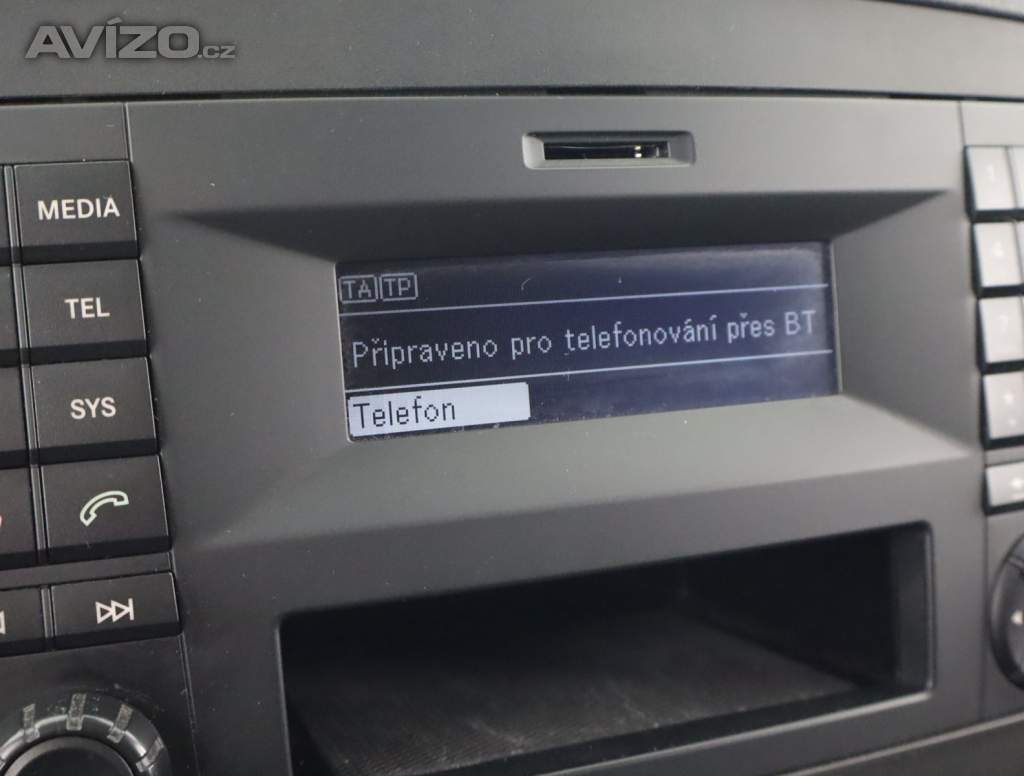 AVÍZO.cz
MEDIA
TEL
SYS
TA TP
Připraveno pro telefonování přes BT
Telefon